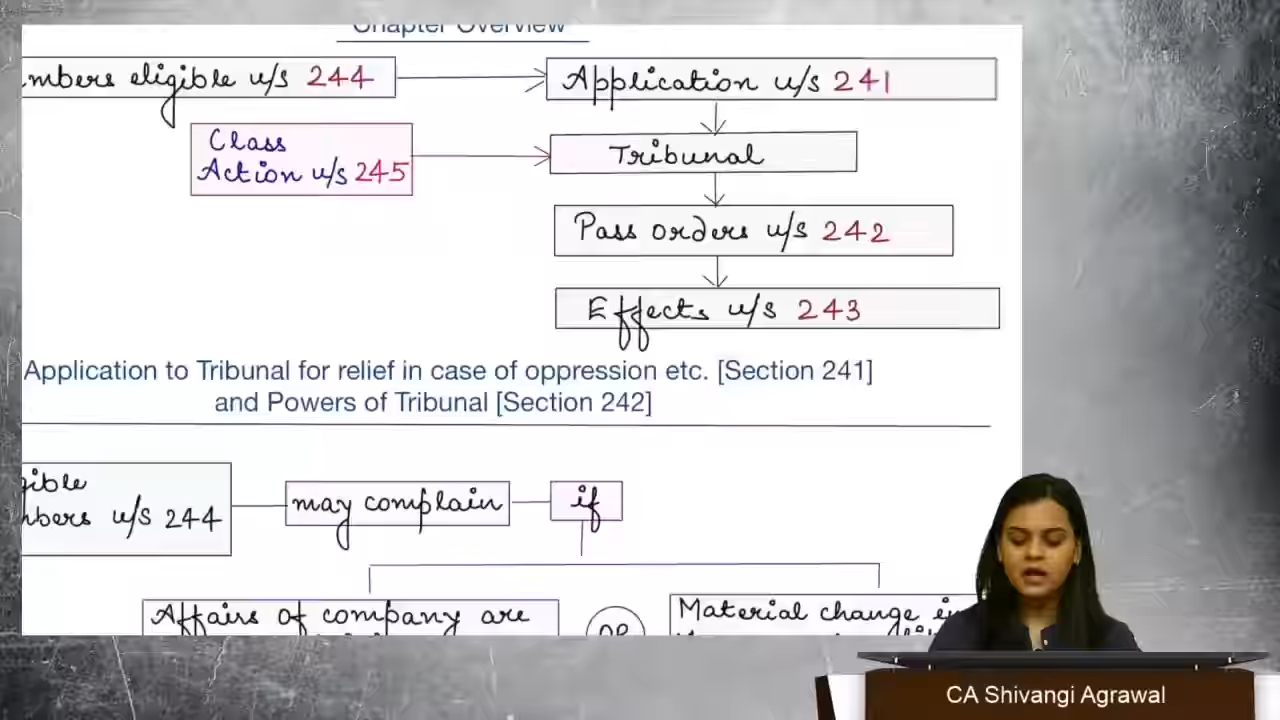 Chapter Overview
mbers eligible u/s 244
Application u/s 241
Class
Action u/s 245
Tribunal
Pass orders u/s 242
Effects u/s 243
Application to Tribunal for relief in case of oppression etc. [Section 241]
and Powers of Tribunal [Section 242]
gible
mbers u/s 244
may complain
if
Affairs of company are
OR
Material change in
CA Shivangi Agrawal